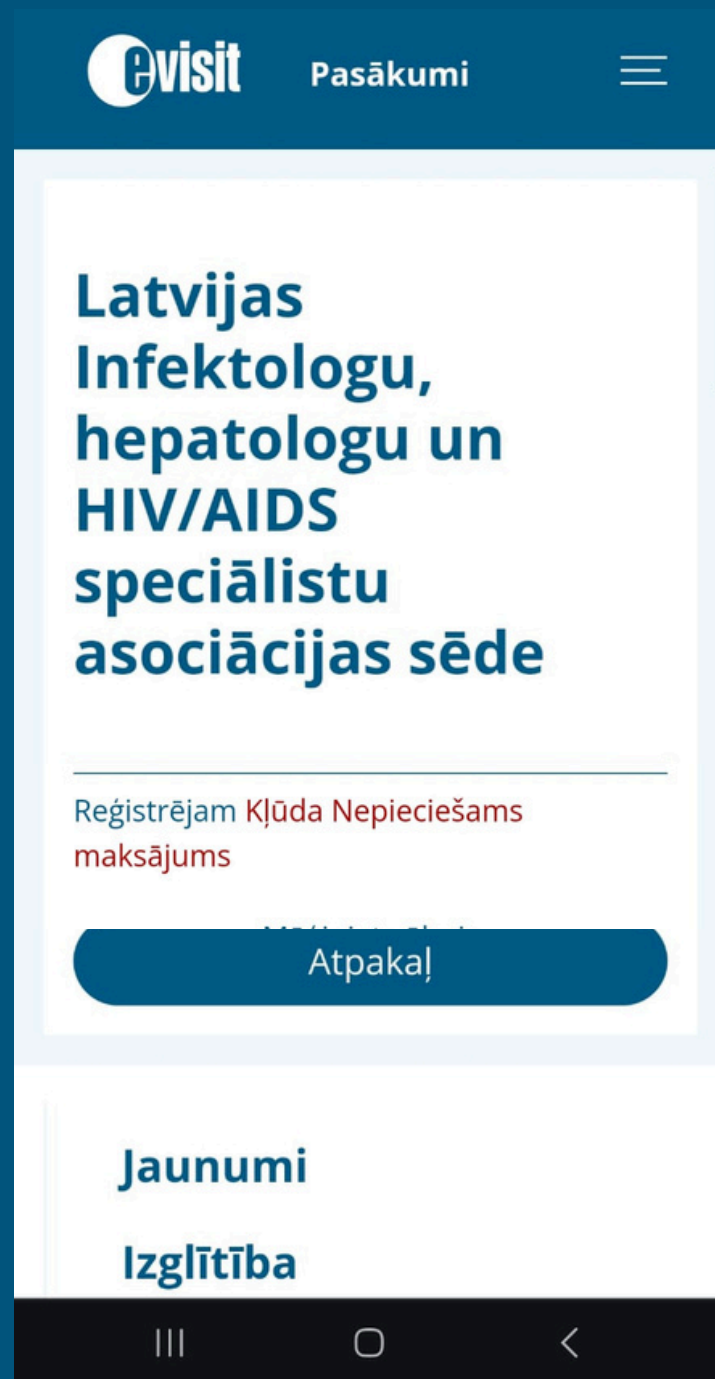 evisit Pasākumi
Latvijas
Infektologu,
hepatologu un
HIV/AIDS
speciālistu
asociācijas sēde
Reģistrējam Kļūda Nepieciešams
maksājums
Atpakaļ
Jaunumi
Izglītība